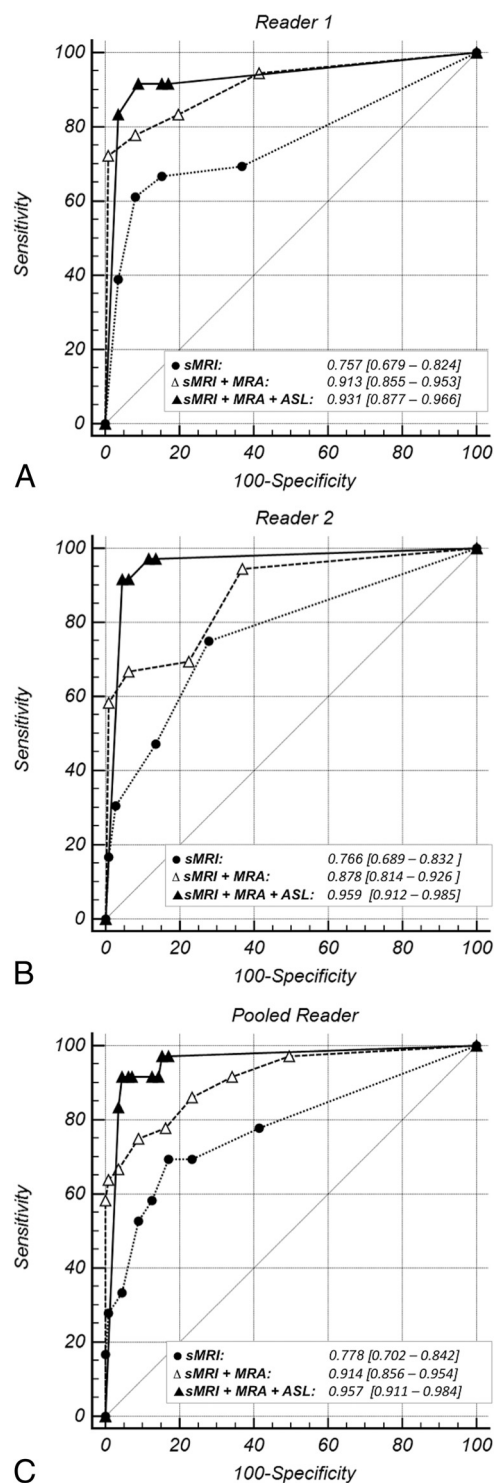 Reader 1
100
80
60
40
20
0
Sensitivity
sMRI: 0.757 [0.679 – 0.824]
sMRI + MRA: 0.913 [0.855 – 0.953]
sMRI + MRA + ASL: 0.931 [0.877 – 0.966]
0 20 40 60 80 100
100-Specificity
A
Reader 2
100
80
60
40
20
0
Sensitivity
sMRI: 0.766 [0.689 – 0.832 ]
sMRI + MRA: 0.878 [0.814 – 0.926 ]
sMRI + MRA + ASL: 0.959 [0.912 – 0.985]
0 20 40 60 80 100
100-Specificity
B
Pooled Reader
100
80
60
40
20
0
Sensitivity
sMRI: 0.778 [0.702 – 0.842]
sMRI + MRA: 0.914 [0.856 – 0.954]
sMRI + MRA + ASL: 0.957 [0.911 – 0.984]
0 20 40 60 80 100
100-Specificity
C